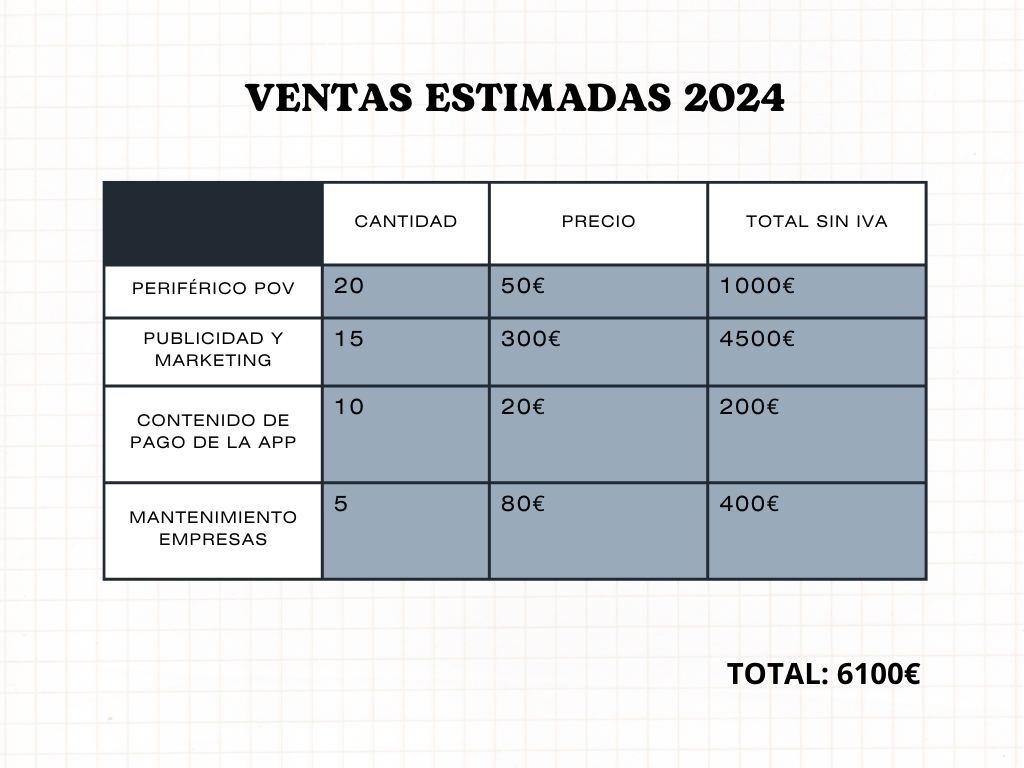 VENTAS ESTIMADAS 2024
CANTIDAD PRECIO TOTAL SIN IVA
PERIFÉRICO POV 20 50€ 1000€
PUBLICIDAD Y
MARKETING 15 300€ 4500€
CONTENIDO DE
PAGO DE LA APP 10 20€ 200€
MANTENIMIENTO
EMPRESAS 5 80€ 400€
TOTAL: 6100€